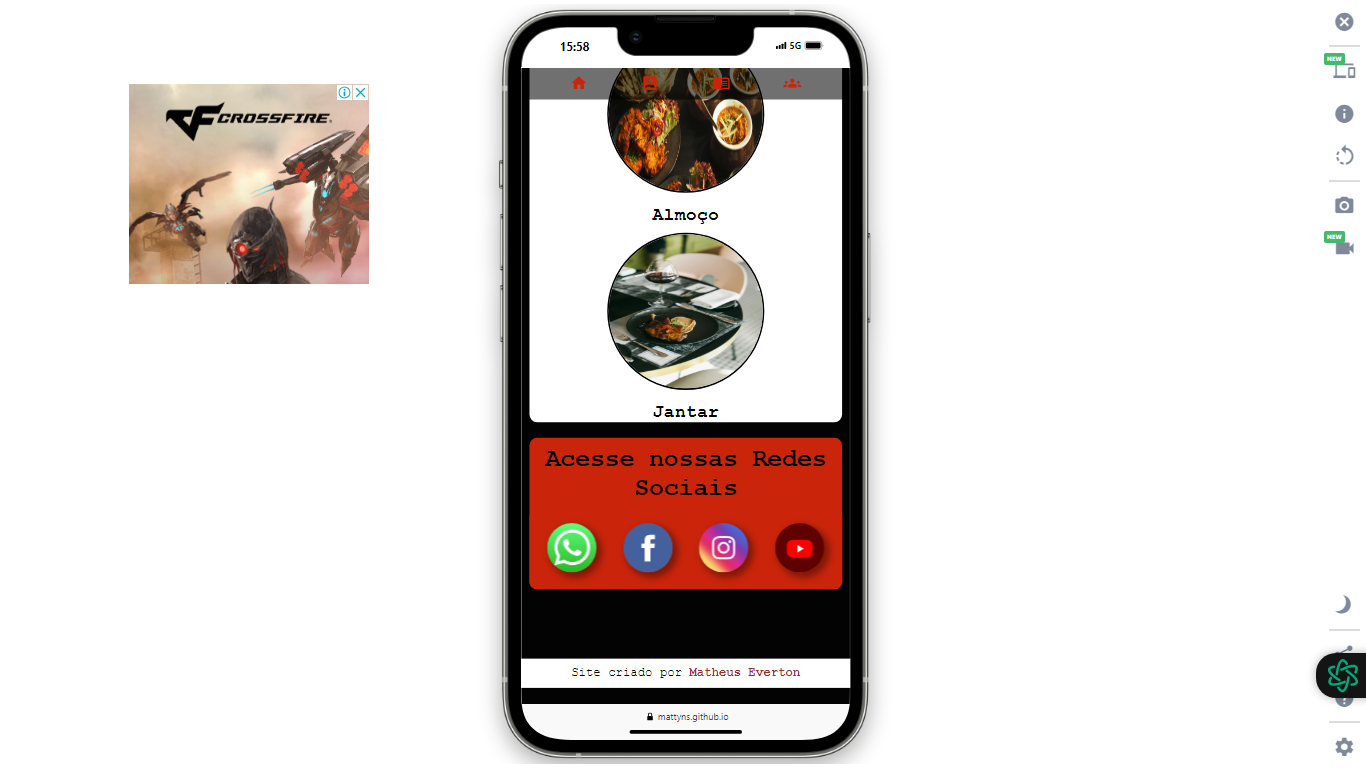 15:58
5G
CROSSFIRE
NEW
Almoço
NEW
Jantar
Acesse nossas Redes
Sociais
Site criado por Matheus Everton
mattyns.github.io